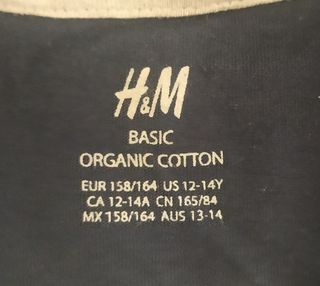 H&M
BASIC
ORGANIC COTTON
EUR 158/164 US 12-14Y
CA 12-14A CN 165/84
MX 158/164 AUS 13-14